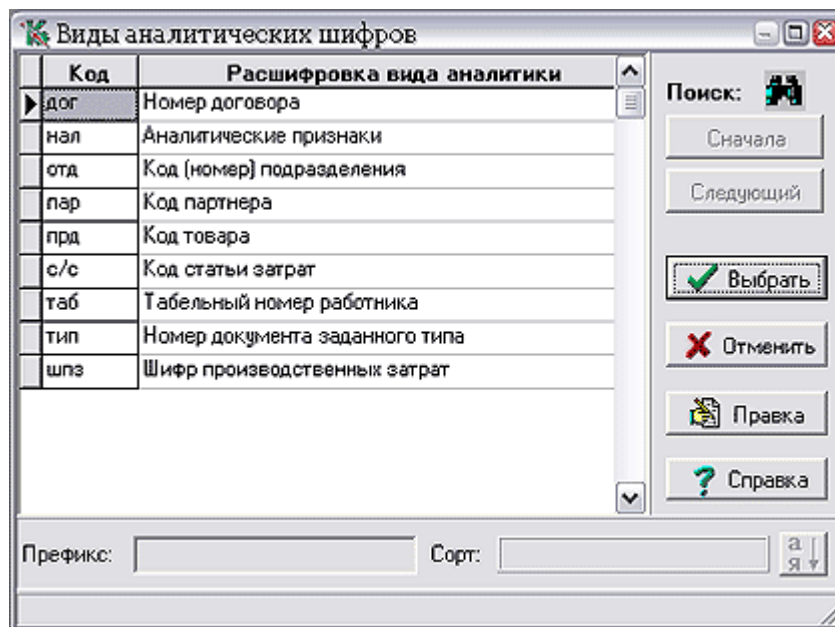 Виды аналитических шифров
Код Расшифровка вида аналитики
дог Номер договора
нал Аналитические признаки
отд Код (номер) подразделения
пар Код партнера
прд Код товара
с/с Код статьи затрат
таб Табельный номер работника
тип Номер документа заданного типа
шпз Шифр производственных затрат
Поиск:
Сначала
Следующий
Выбрать
Отменить
Правка
Справка
Префикс: Сорт: а
я